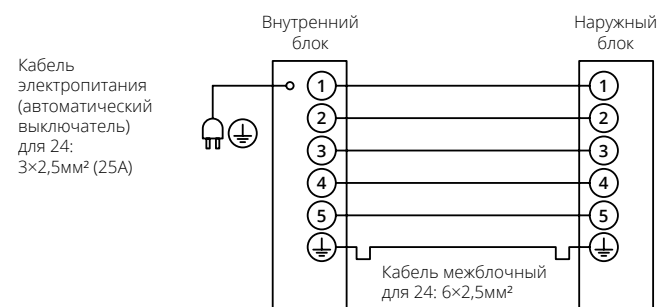 Внутренний
блок
Наружный
блок
Кабель
электропитания
(автоматический
выключатель)
для 24:
3×2,5мм² (25А)
1
2
3
4
5
1
2
3
4
5
Кабель межблочный
для 24: 6×2,5мм²